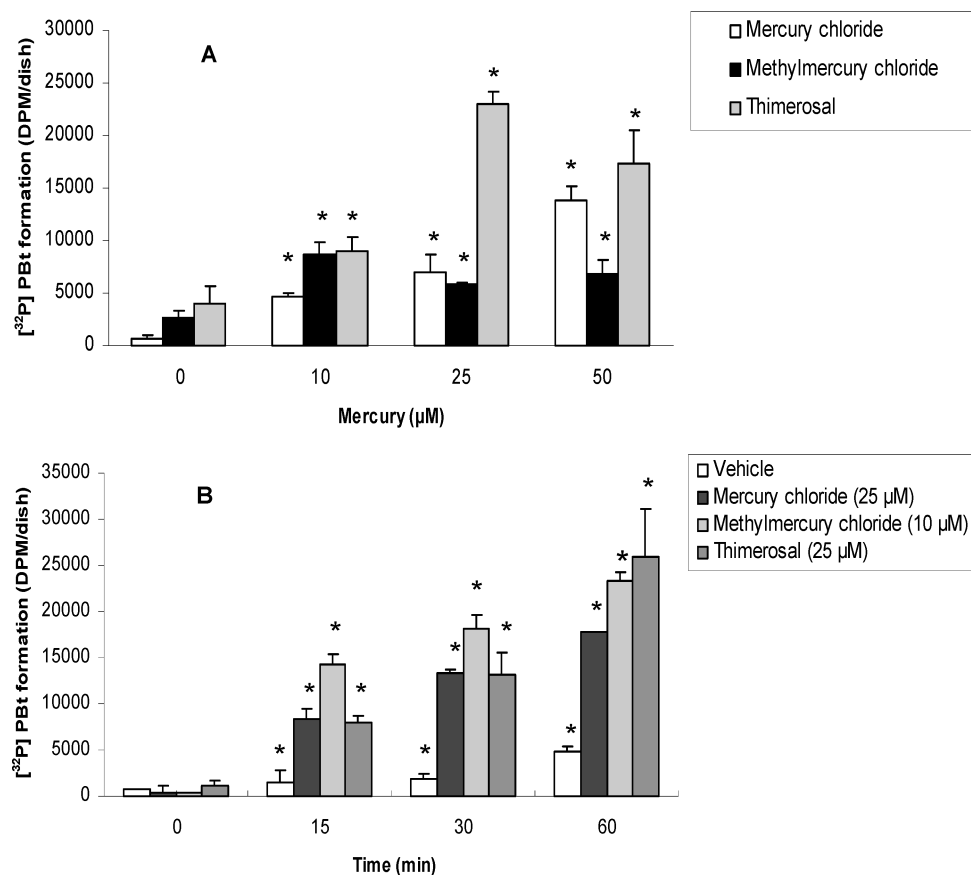 A
Mercury chloride
Methylmercury chloride
Thimerosal
[³²P] PBt formation (DPM/dish)
30000
25000
20000
15000
10000
5000
0
* * * * * * * * *
0 10 25 50
Mercury (µM)
B
Vehicle
Mercury chloride (25 µM)
Methylmercury chloride (10 µM)
Thimerosal (25 µM)
[³²P] PBt formation (DPM/dish)
35000
30000
25000
20000
15000
10000
5000
0
* * * * * * * * * * * *
0 15 30 60
Time (min)